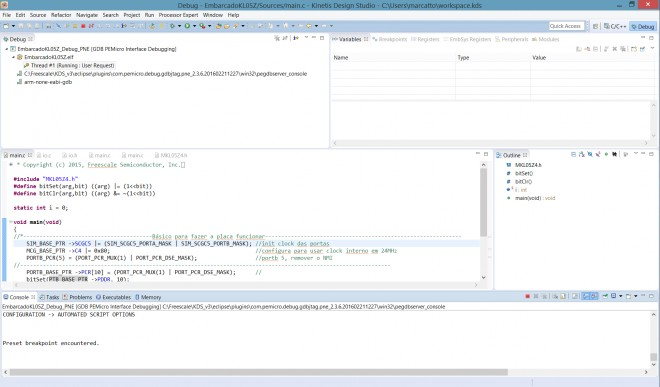 Debug - EmbarcadoKL05Z/Sources/main.c - Kinetis Design Studio - C:\Users\marcatto\workspace.kds
File Edit Source Refactor Navigate Search Project Run Processor Expert Window Help
Quick Access C/C++ Debug
Debug
EmbarcadoKL05Z_Debug_PNE [GDB PEMicro Interface Debugging]
EmbarcadoKL05Z.elf
Thread #1 (Running : User Request)
C:\Freescale\KDS_v3\eclipse\plugins\com.pemicro.debug.gdbjtag.pne_2.3.6.201602211227\win32\pegdbserver_console
arm-none-eabi-gdb
Variables Breakpoints Registers EmbSys Registers Peripherals Modules
Name Type Value
main.c io.c io.h main.c main.c MKL05Z4.h
* Copyright (c) 2015, Freescale Semiconductor, Inc.
#include "MKL05Z4.h"
#define bitSet(arg,bit) ((arg) |= (1<<bit))
#define bitClr(arg,bit) ((arg) &= ~(1<<bit))
static int i = 0;
void main(void)
{
Básico para fazer a placa funcionar
SIM_BASE_PTR ->SCGC5 |= (SIM_SCGC5_PORTA_MASK | SIM_SCGC5_PORTB_MASK); //init clock das portas
MCG_BASE_PTR ->C4 |= 0x80; //configura para usar clock interno em 24MHz
PORTB_PCR(5) = (PORT_PCR_MUX(1) | PORT_PCR_DSE_MASK); //portb 5, remover o NMI
PORTB_BASE_PTR ->PCR[10] = (PORT_PCR_MUX(1) | PORT_PCR_DSE_MASK); //
bitSet(PTB_BASE_PTR ->PDDR, 10);
Outline
MKL05Z4.h
bitSet()
bitClr()
i : int
main(void) : void
Console Tasks Problems Executables Memory
EmbarcadoKL05Z_Debug_PNE [GDB PEMicro Interface Debugging] C:\Freescale\KDS_v3\eclipse\plugins\com.pemicro.debug.gdbjtag.pne_2.3.6.201602211227\win32\pegdbserver_console
CONFIGURATION -> AUTOMATED SCRIPT OPTIONS
Preset breakpoint encountered.